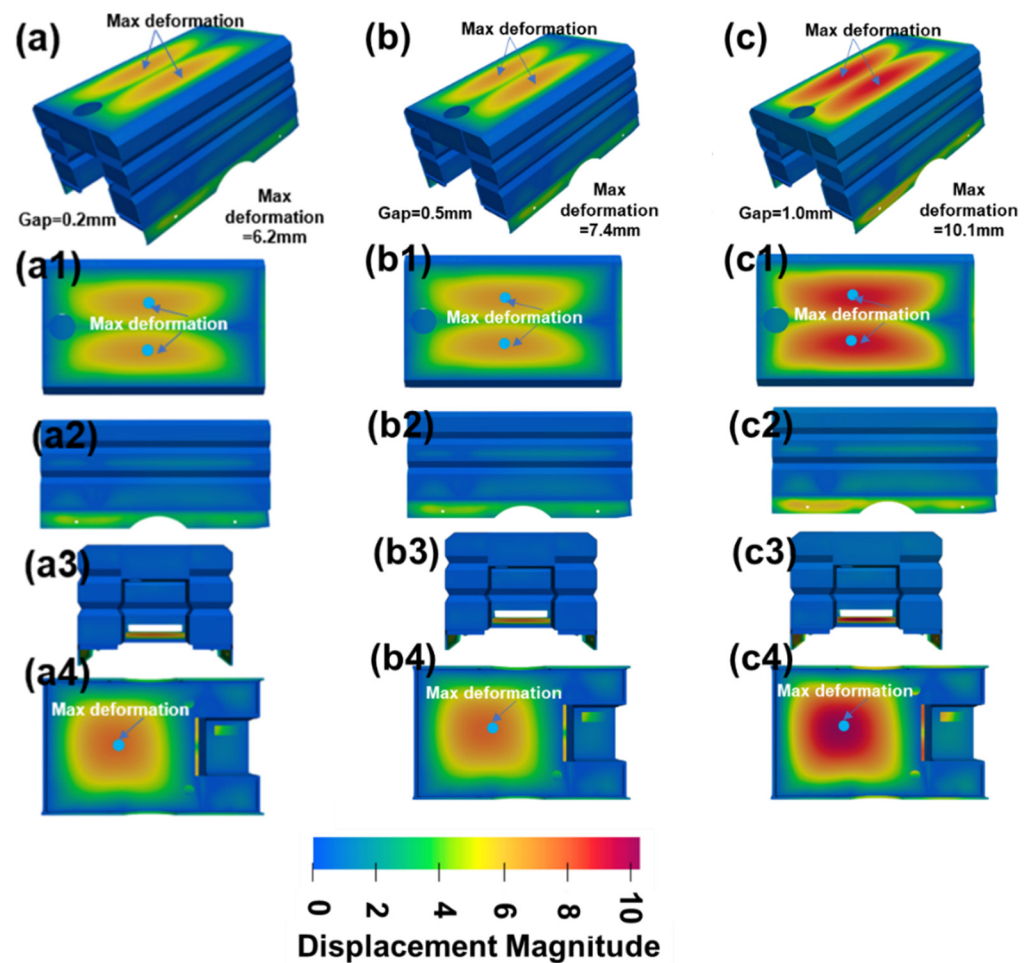 (a)
Max deformation
Gap=0.2mm
Max
deformation
=6.2mm
(b)
Max deformation
Gap=0.5mm
Max
deformation
=7.4mm
(c)
Max deformation
Gap=1.0mm
Max
deformation
=10.1mm
(a1)
Max deformation
(b1)
Max deformation
(c1)
Max deformation
(a2)
(b2)
(c2)
(a3)
(b3)
(c3)
(a4)
Max deformation
(b4)
Max deformation
(c4)
Max deformation
0 2 4 6 8 10
Displacement Magnitude